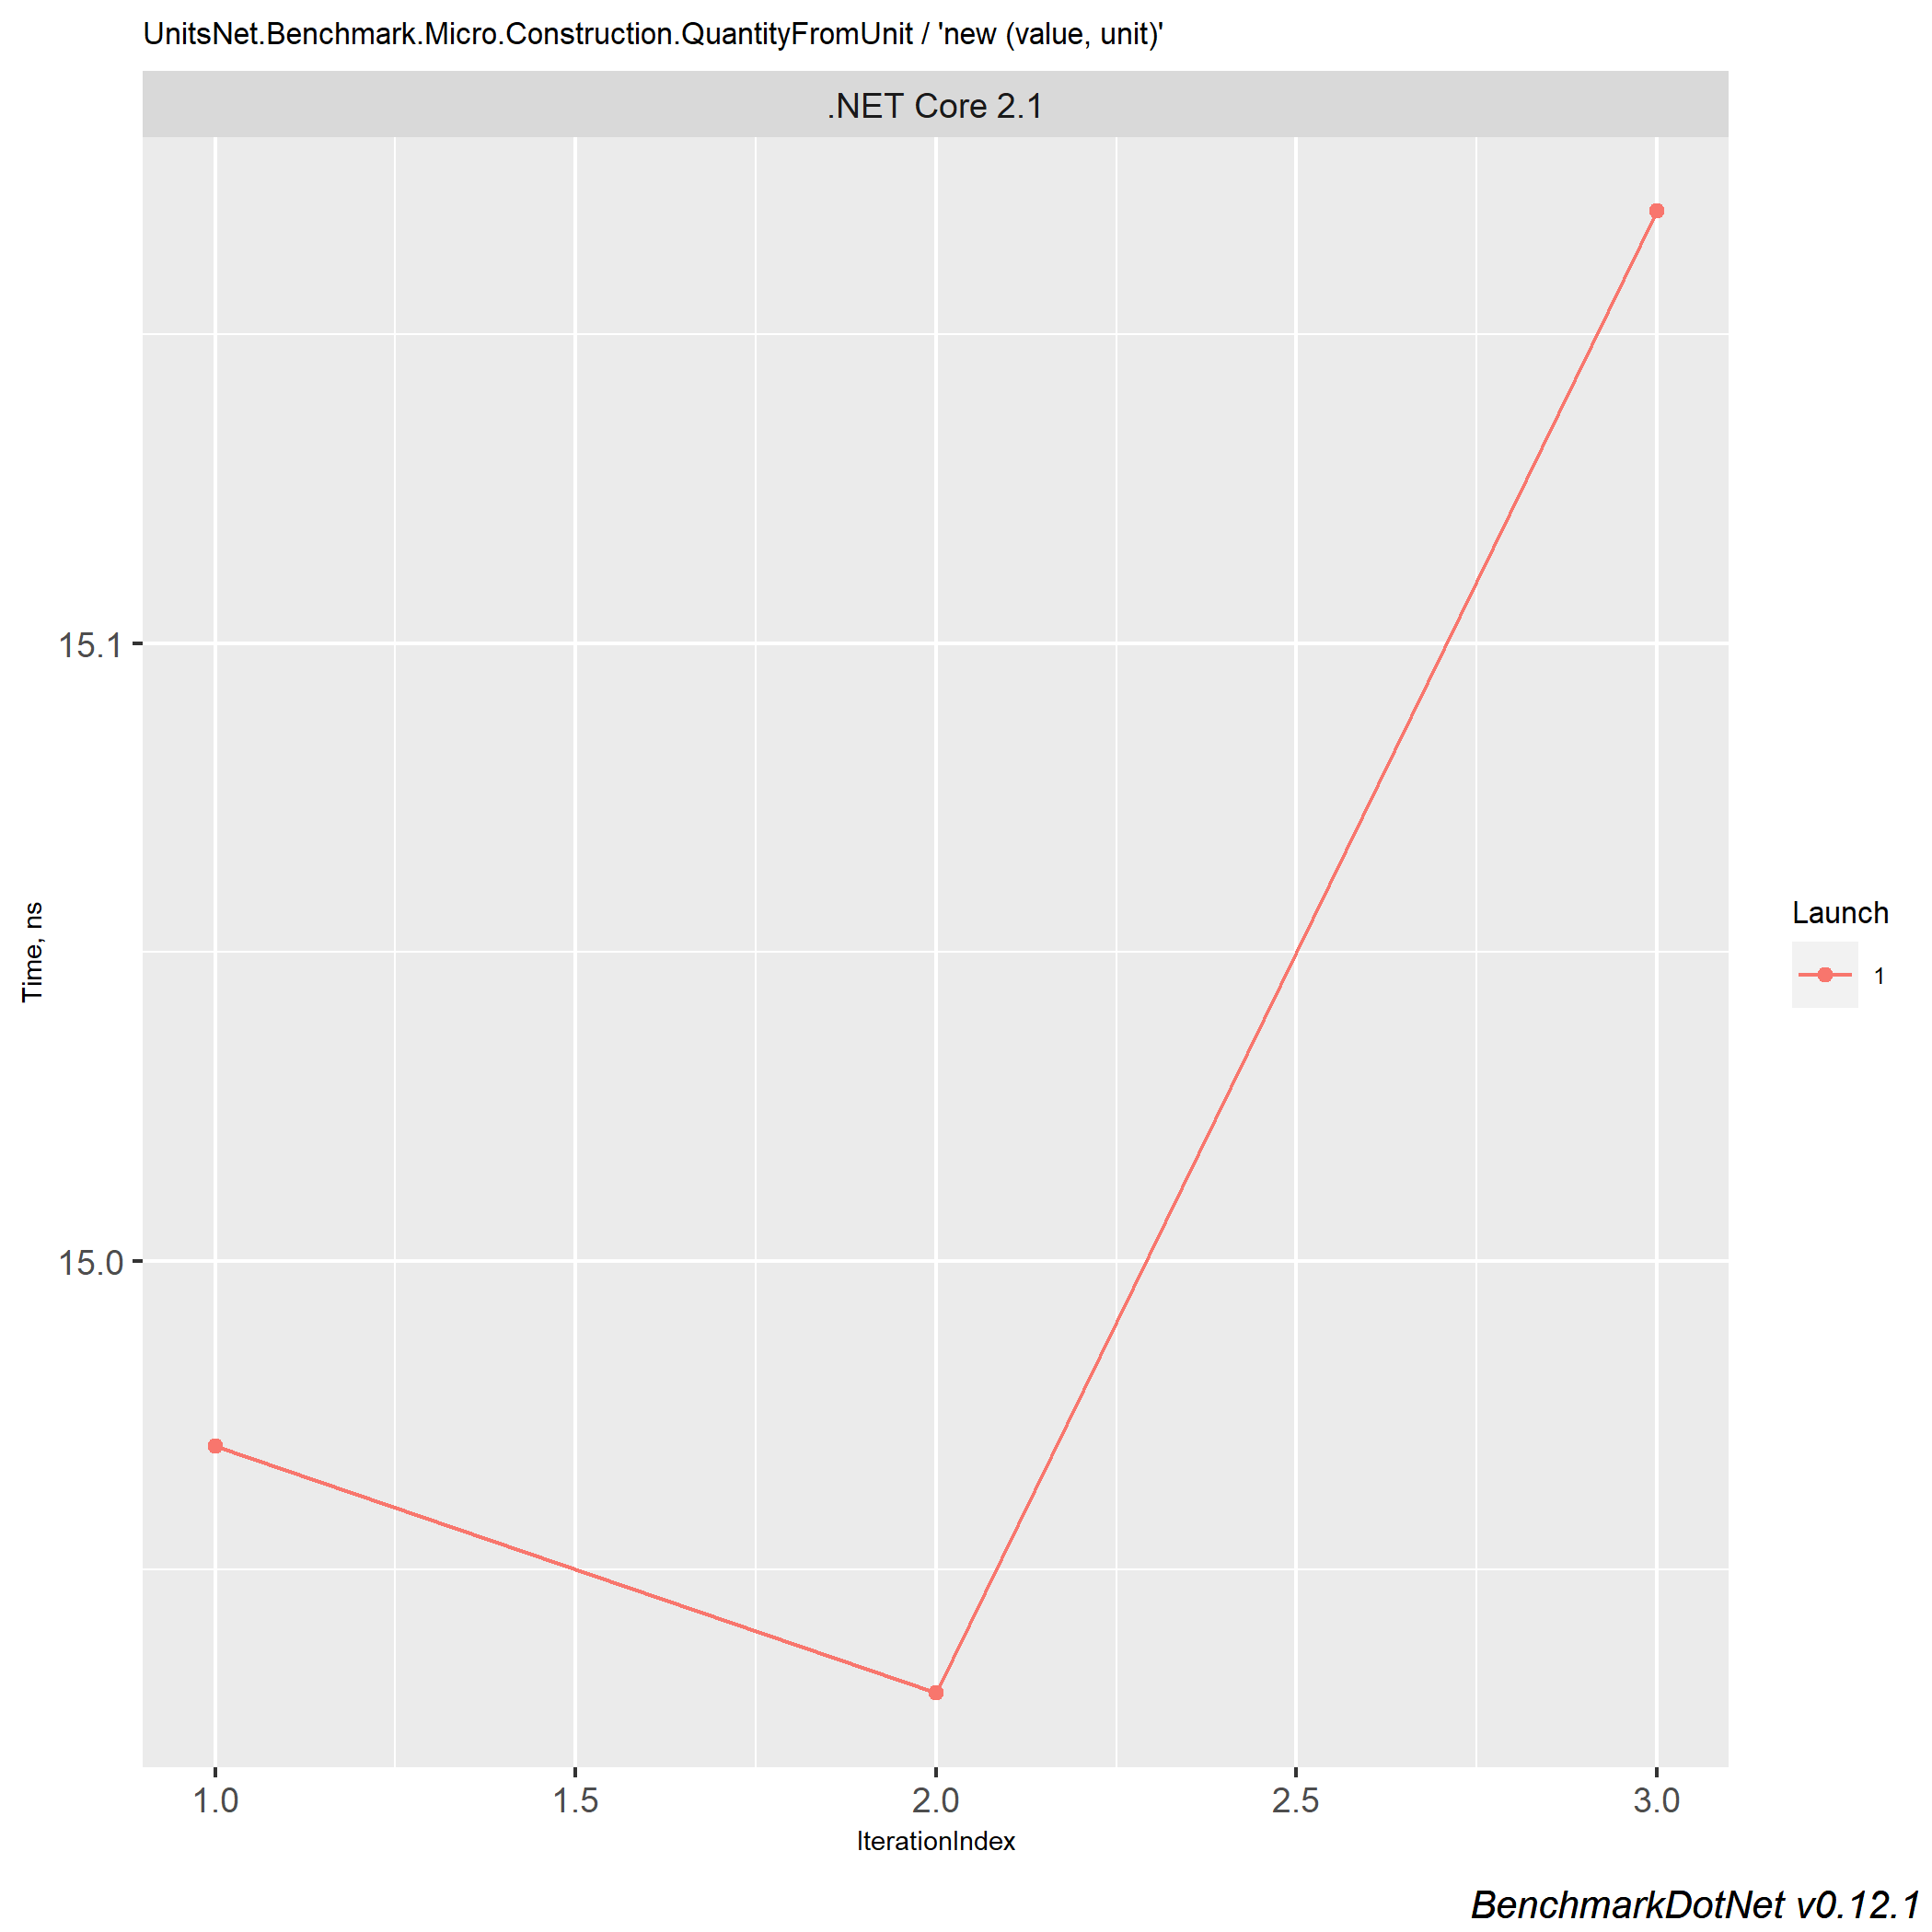 UnitsNet.Benchmark.Micro.Construction.QuantityFromUnit / 'new (value, unit)'
.NET Core 2.1
15.1
15.0
Time, ns
Launch
1
1.0 1.5 2.0 2.5 3.0
IterationIndex
BenchmarkDotNet v0.12.1